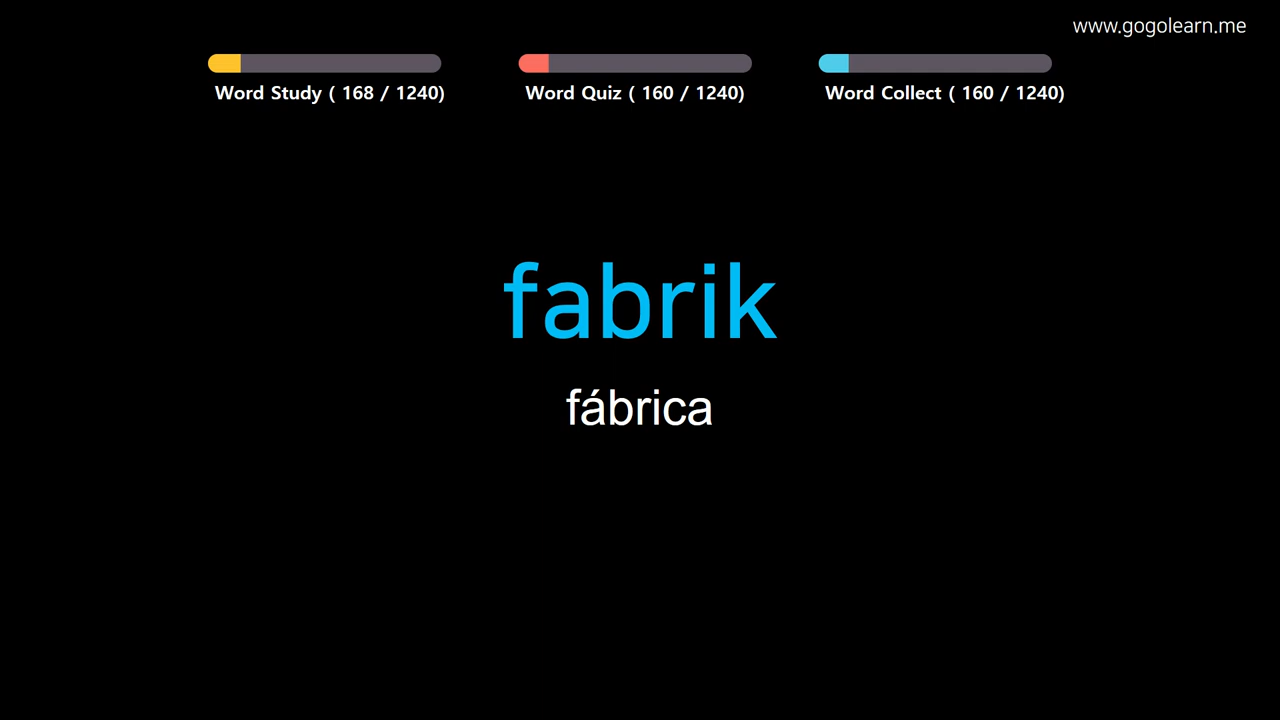 www.gogolearn.me
Word Study ( 168 / 1240)
Word Quiz ( 160 / 1240)
Word Collect ( 160 / 1240)
fabrik
fábrica